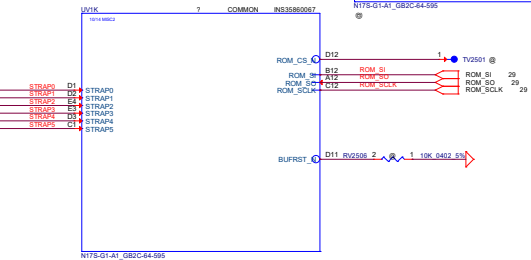 N17S-G1-A1_GB2C-64-595
@
UV1K ? COMMON INS35860067
10/14 MISC2
ROM_CS_N D12 1 TV2501 @
ROM_SI B12 ROM_SI ROM_SI 29
ROM_SO A12 ROM_SO ROM_SO 29
ROM_SCLK C12 ROM_SCLK ROM_SCLK 29
STRAP0 D1 STRAP0
STRAP1 D2 STRAP1
STRAP2 E4 STRAP2
STRAP3 E3 STRAP3
STRAP4 D3 STRAP4
STRAP5 C1 STRAP5
BUFRST_N D11 RV2506 2 @ 1 10K_0402_5%
N17S-G1-A1_GB2C-64-595